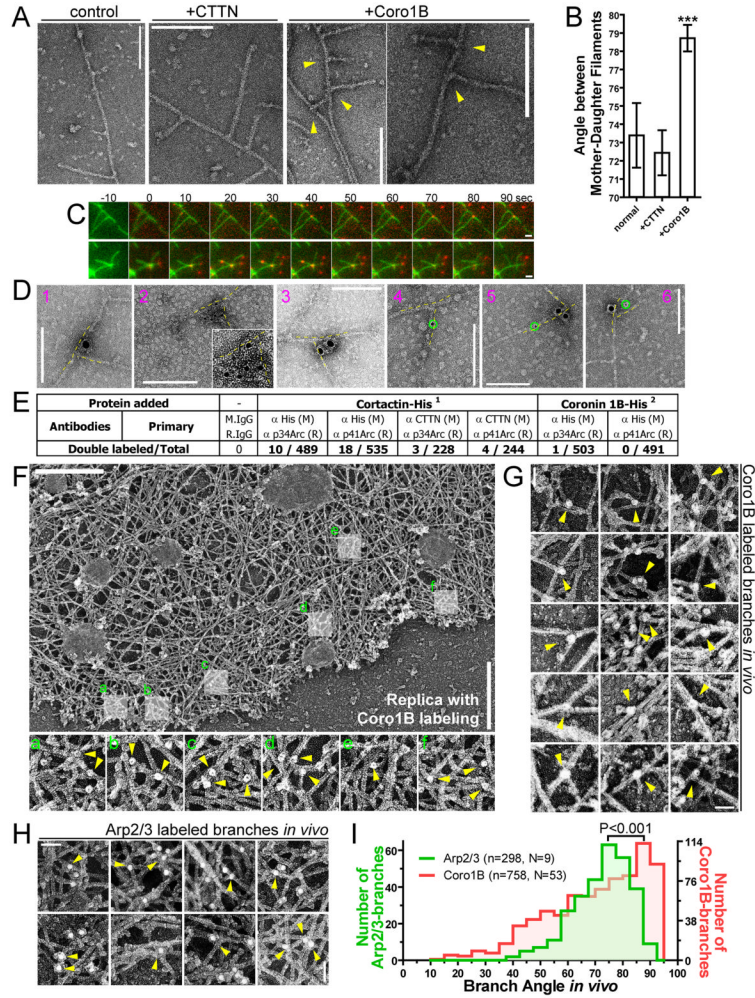 A
control
+CTTN
+Coro1B
B
Angle between
Mother-Daughter Filaments
80
79
78
77
76
75
74
73
72
71
70
***
normal
+CTTN
+Coro1B
C
-10 0 10 20 30 40 50 60 70 80 90 sec
D
1 2 3 4 5 6
E
Protein added - Cortactin-His 1 Coronin 1B-His 2
Antibodies Primary M.IgG α His (M) α His (M) α CTTN (M) α CTTN (M) α His (M) α His (M)
R.IgG α p34Arc (R) α p41Arc (R) α p34Arc (R) α p41Arc (R) α p34Arc (R) α p41Arc (R)
Double labeled/Total 0 10 / 489 18 / 535 3 / 228 4 / 244 1 / 503 0 / 491
F
e
f
d
c
a b
Replica with
Coro1B labeling
a b c d e f
G
Coro1B labeled branches in vivo
H
Arp2/3 labeled branches in vivo
I
P<0.001
Arp2/3 (n=298, N=9)
Coro1B (n=758, N=53)
Number of
Arp2/3-branches
60
50
40
30
20
10
0
114
76
38
0
Number of
Coro1B-branches
0 10 20 30 40 50 60 70 80 90 100
Branch Angle in vivo